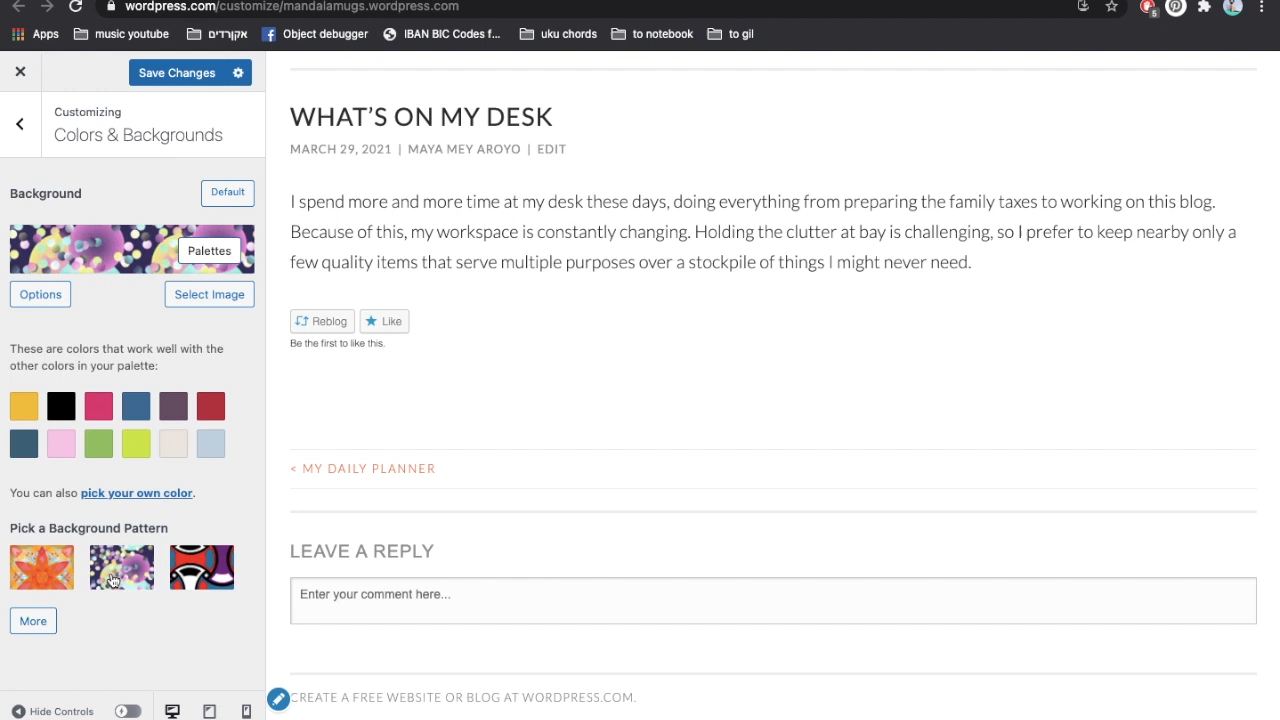 wordpress.com/customize/mandalamugs.wordpress.com
5
Apps music youtube אקורדים Object debugger IBAN BIC Codes f... uku chords to notebook to gil
Save Changes
Customizing
Colors & Backgrounds
Background Default
Palettes
Options Select Image
These are colors that work well with the
other colors in your palette:
You can also pick your own color.
Pick a Background Pattern
More
Hide Controls
WHAT’S ON MY DESK
MARCH 29, 2021 | MAYA MEY AROYO | EDIT
I spend more and more time at my desk these days, doing everything from preparing the family taxes to working on this blog.
Because of this, my workspace is constantly changing. Holding the clutter at bay is challenging, so I prefer to keep nearby only a
few quality items that serve multiple purposes over a stockpile of things I might never need.
Reblog Like
Be the first to like this.
< MY DAILY PLANNER
LEAVE A REPLY
Enter your comment here...
CREATE A FREE WEBSITE OR BLOG AT WORDPRESS.COM.